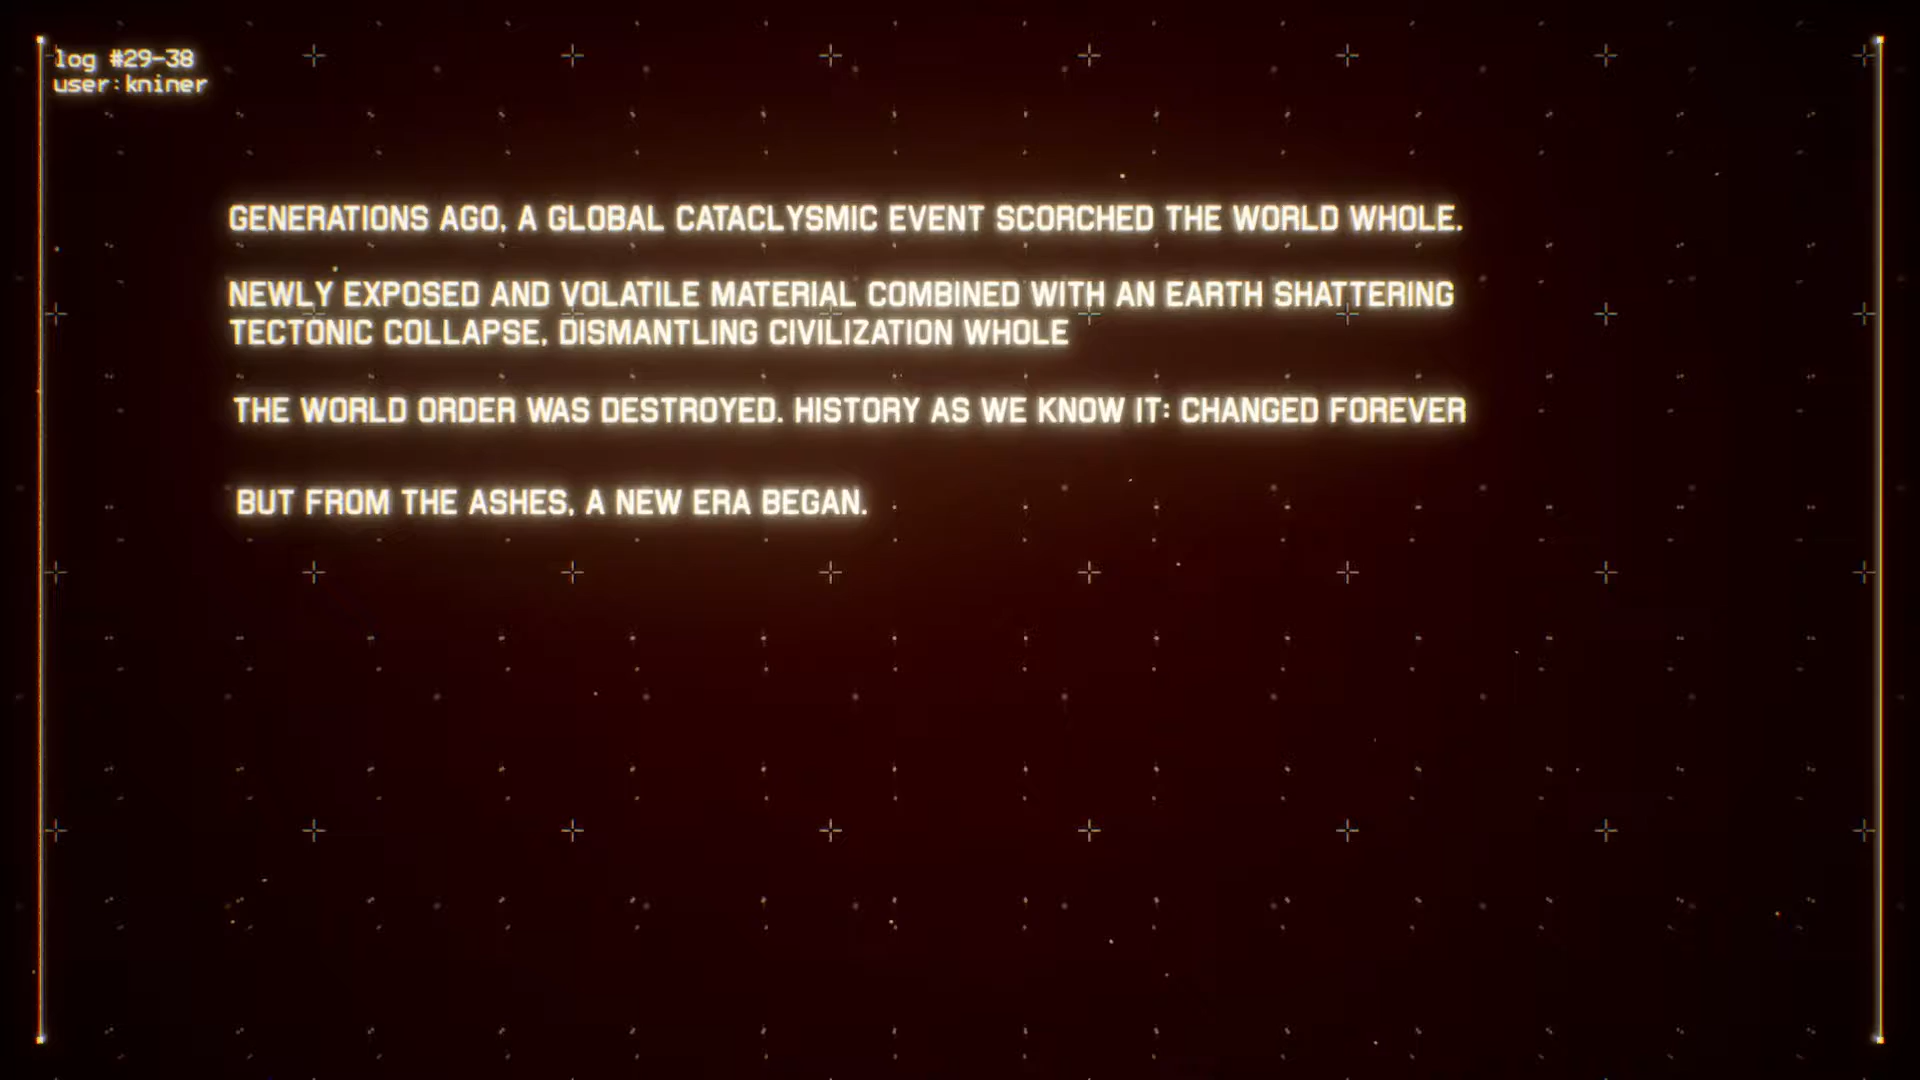 log #29-38
user:kniner
GENERATIONS AGO, A GLOBAL CATACLYSMIC EVENT SCORCHED THE WORLD WHOLE.
NEWLY EXPOSED AND VOLATILE MATERIAL COMBINED WITH AN EARTH SHATTERING
TECTONIC COLLAPSE, DISMANTLING CIVILIZATION WHOLE
THE WORLD ORDER WAS DESTROYED. HISTORY AS WE KNOW IT: CHANGED FOREVER
BUT FROM THE ASHES, A NEW ERA BEGAN.